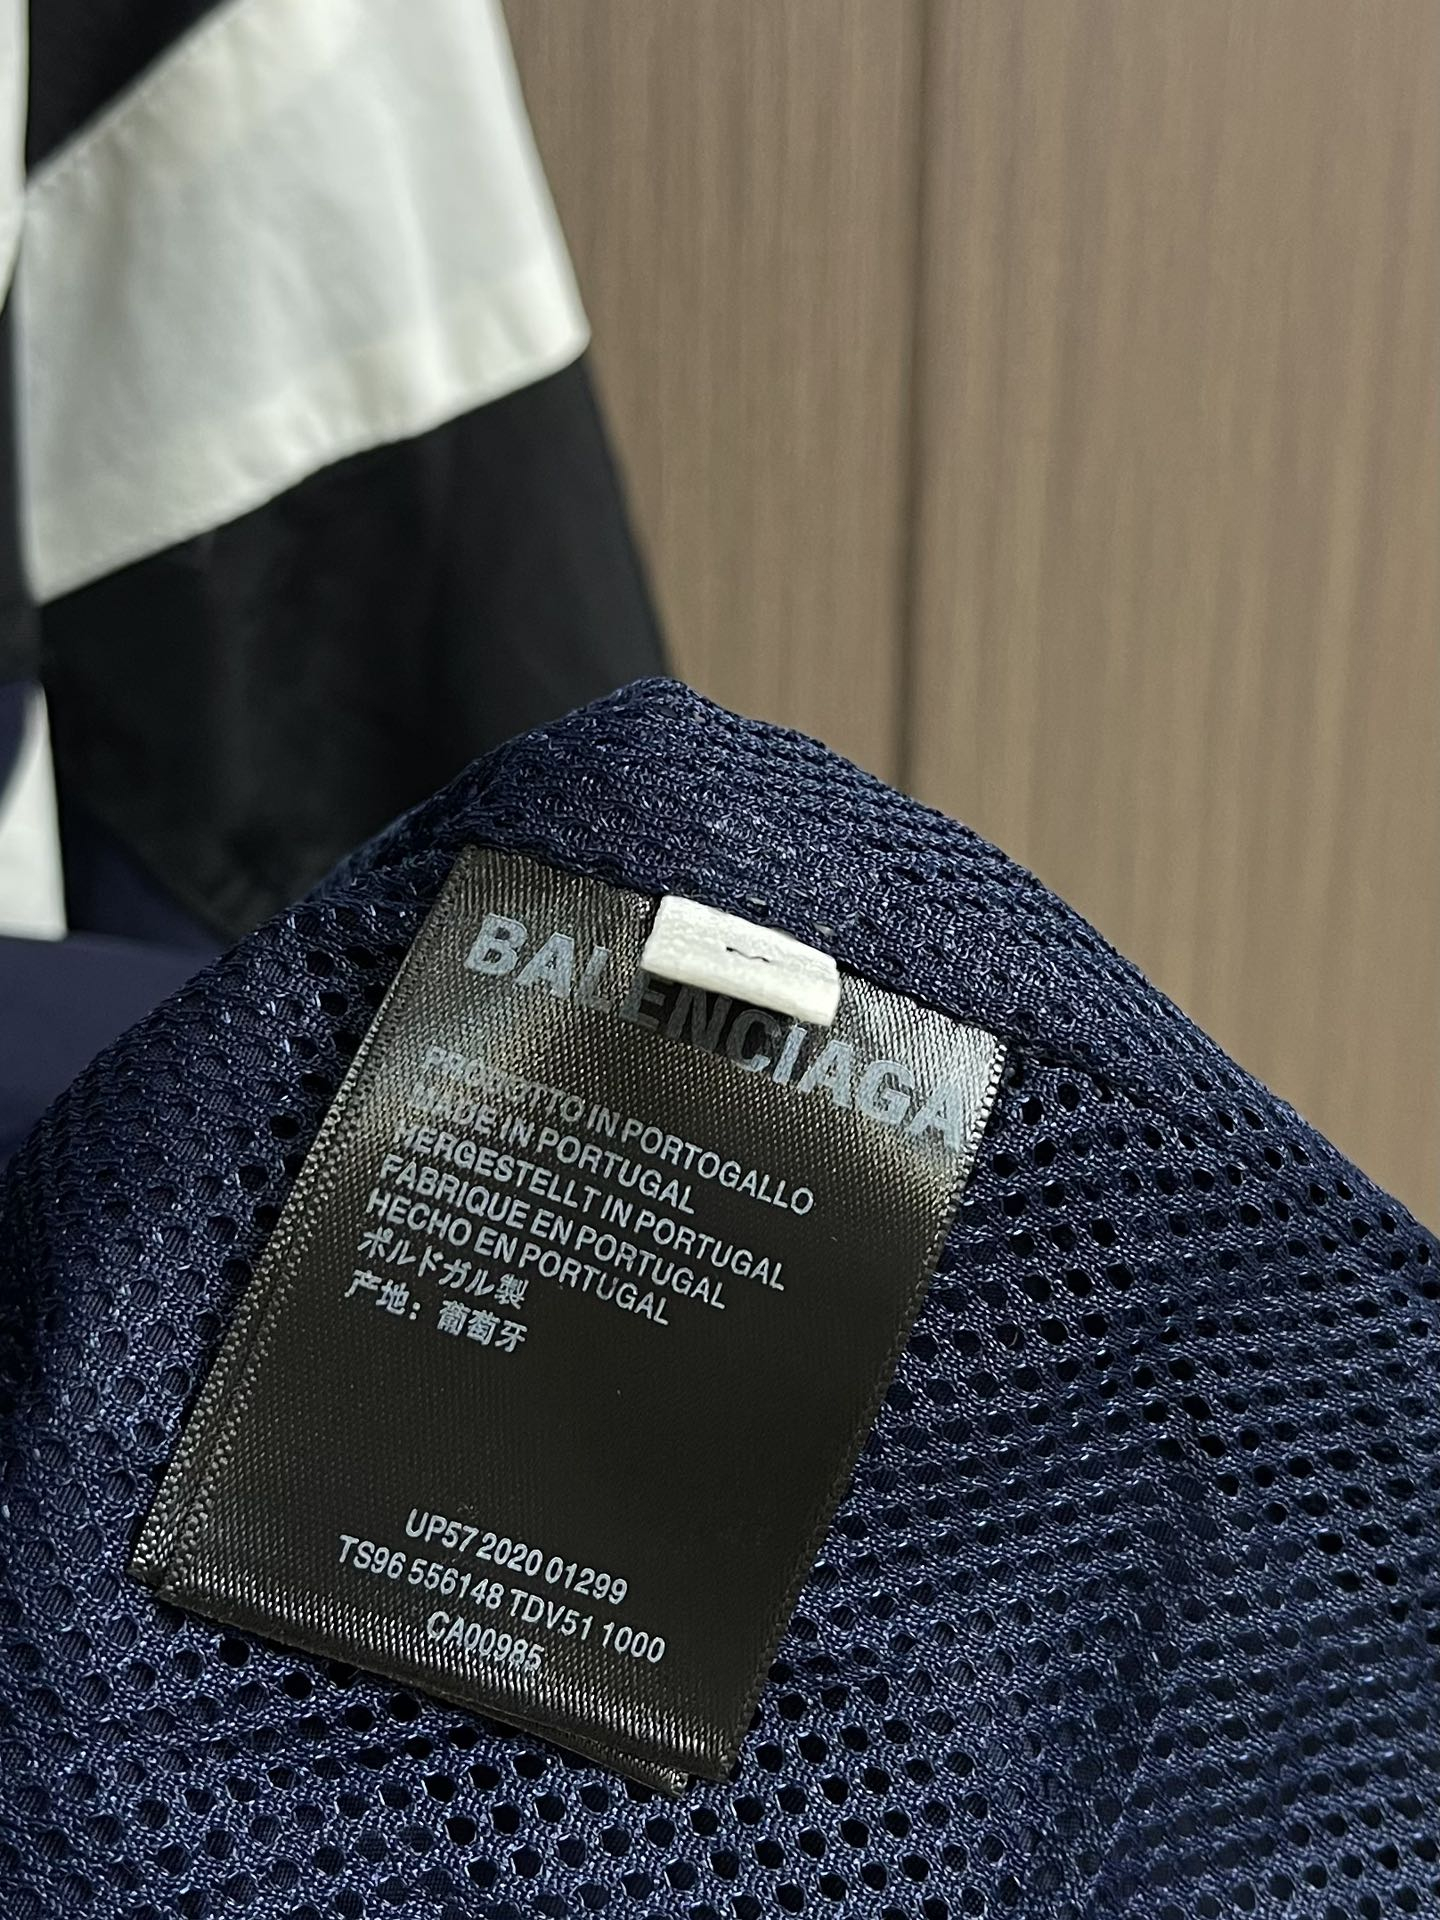 BALENCIAGA
PRODOTTO IN PORTOGALLO
MADE IN PORTUGAL
HERGESTELLT IN PORTUGAL
FABRIQUE EN PORTUGAL
HECHO EN PORTUGAL
ポルドガル製
产地：葡萄牙
UP57 2020 01299
TS96 556148 TDV51 1000
CA00985